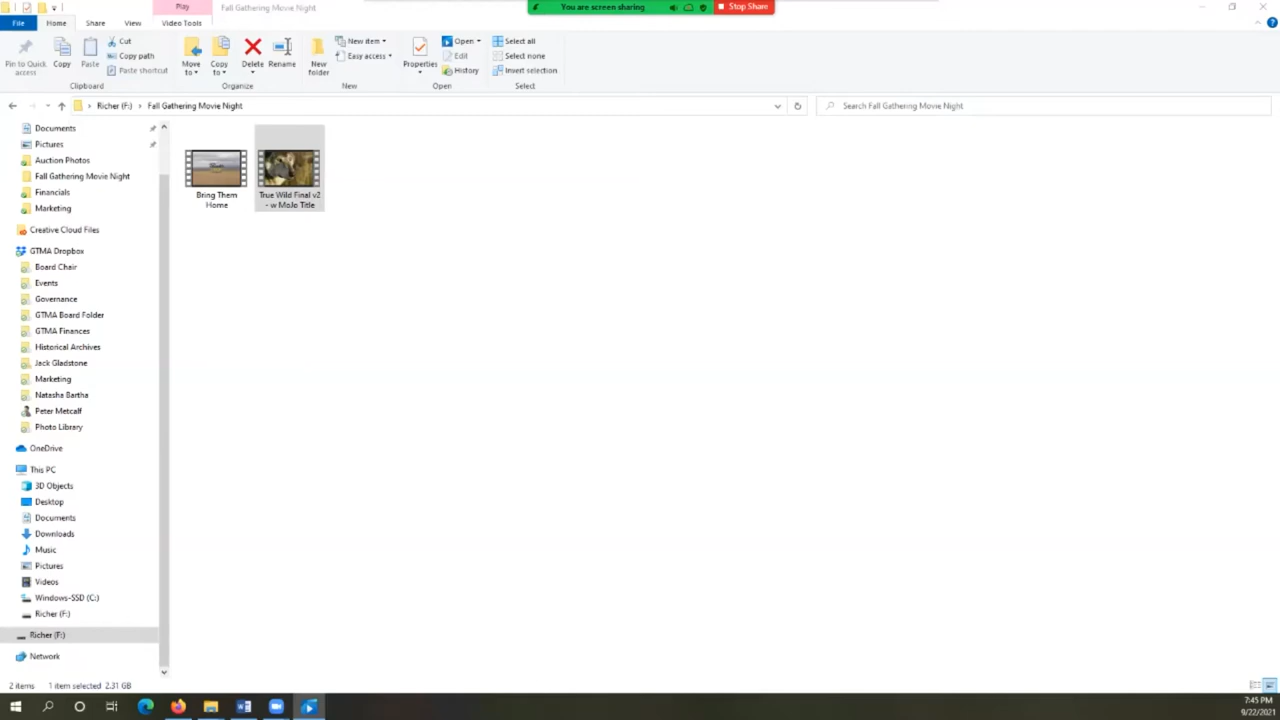 Play
Fall Gathering Movie Night
You are screen sharing
Stop Share
File
Home
Share
View
Video Tools
Pin to Quick access
Copy
Paste
Cut
Copy path
Paste shortcut
Clipboard
Move to
Copy to
Delete
Rename
Organize
New folder
New item
Easy access
New
Properties
Open
Edit
History
Open
Select all
Select none
Invert selection
Select
Richer (F:)
Fall Gathering Movie Night
Search Fall Gathering Movie Night
Documents
Pictures
Auction Photos
Fall Gathering Movie Night
Financials
Marketing
Creative Cloud Files
GTMA Dropbox
Board Chair
Events
Governance
GTMA Board Folder
GTMA Finances
Historical Archives
Jack Gladstone
Marketing
Natasha Bartha
Peter Metcalf
Photo Library
OneDrive
This PC
3D Objects
Desktop
Documents
Downloads
Music
Pictures
Videos
Windows-SSD (C:)
Richer (F:)
Richer (F:)
Network
Bring Them
Home
True Wild Final v2
- w MoJo Title
2 items
1 item selected 2.31 GB
7:45 PM
9/22/2021